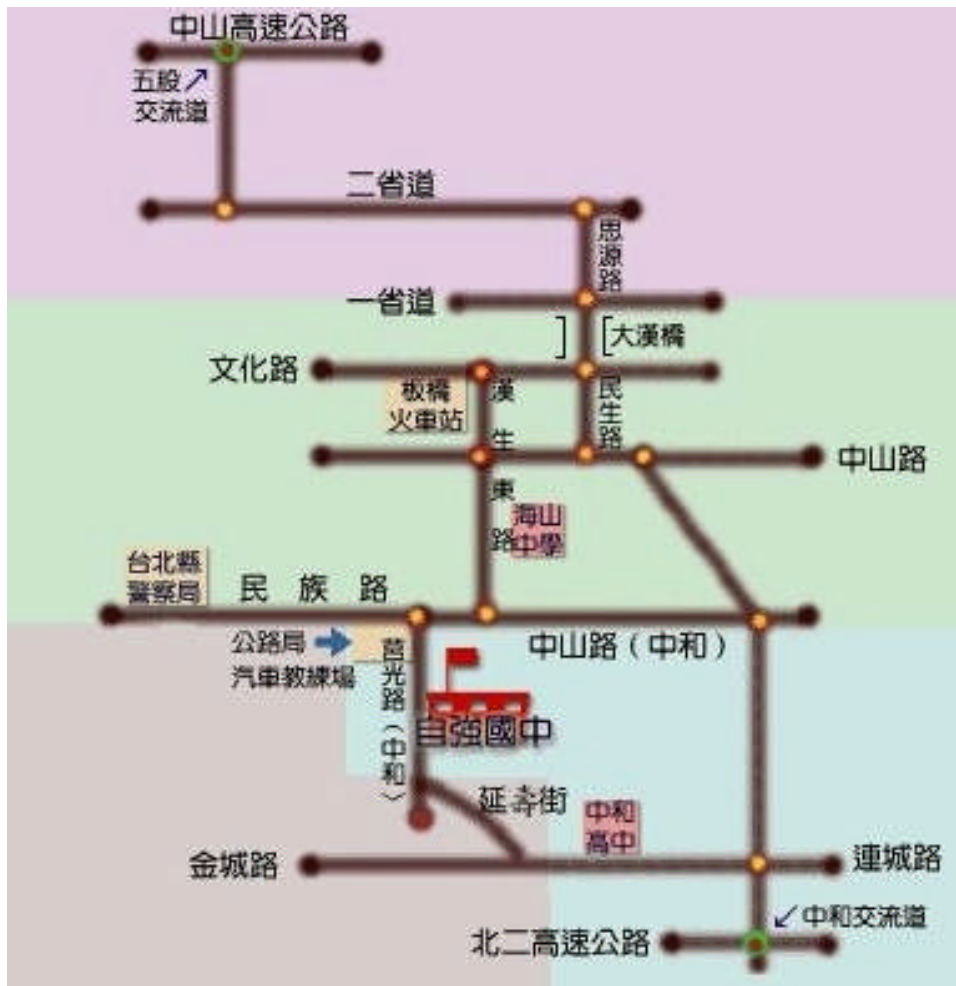 中山高速公路
五股↗
交流道
二省道
思源路
一省道
大漢橋
文化路
板橋
火車站
漢生東路
民生路
中山路
海山
中學
台北縣
警察局
民族路
公路局
汽車教練場
莒光路（中和）
中山路（中和）
自強國中
延壽街
中和
高中
金城路
連城路
↙中和交流道
北二高速公路